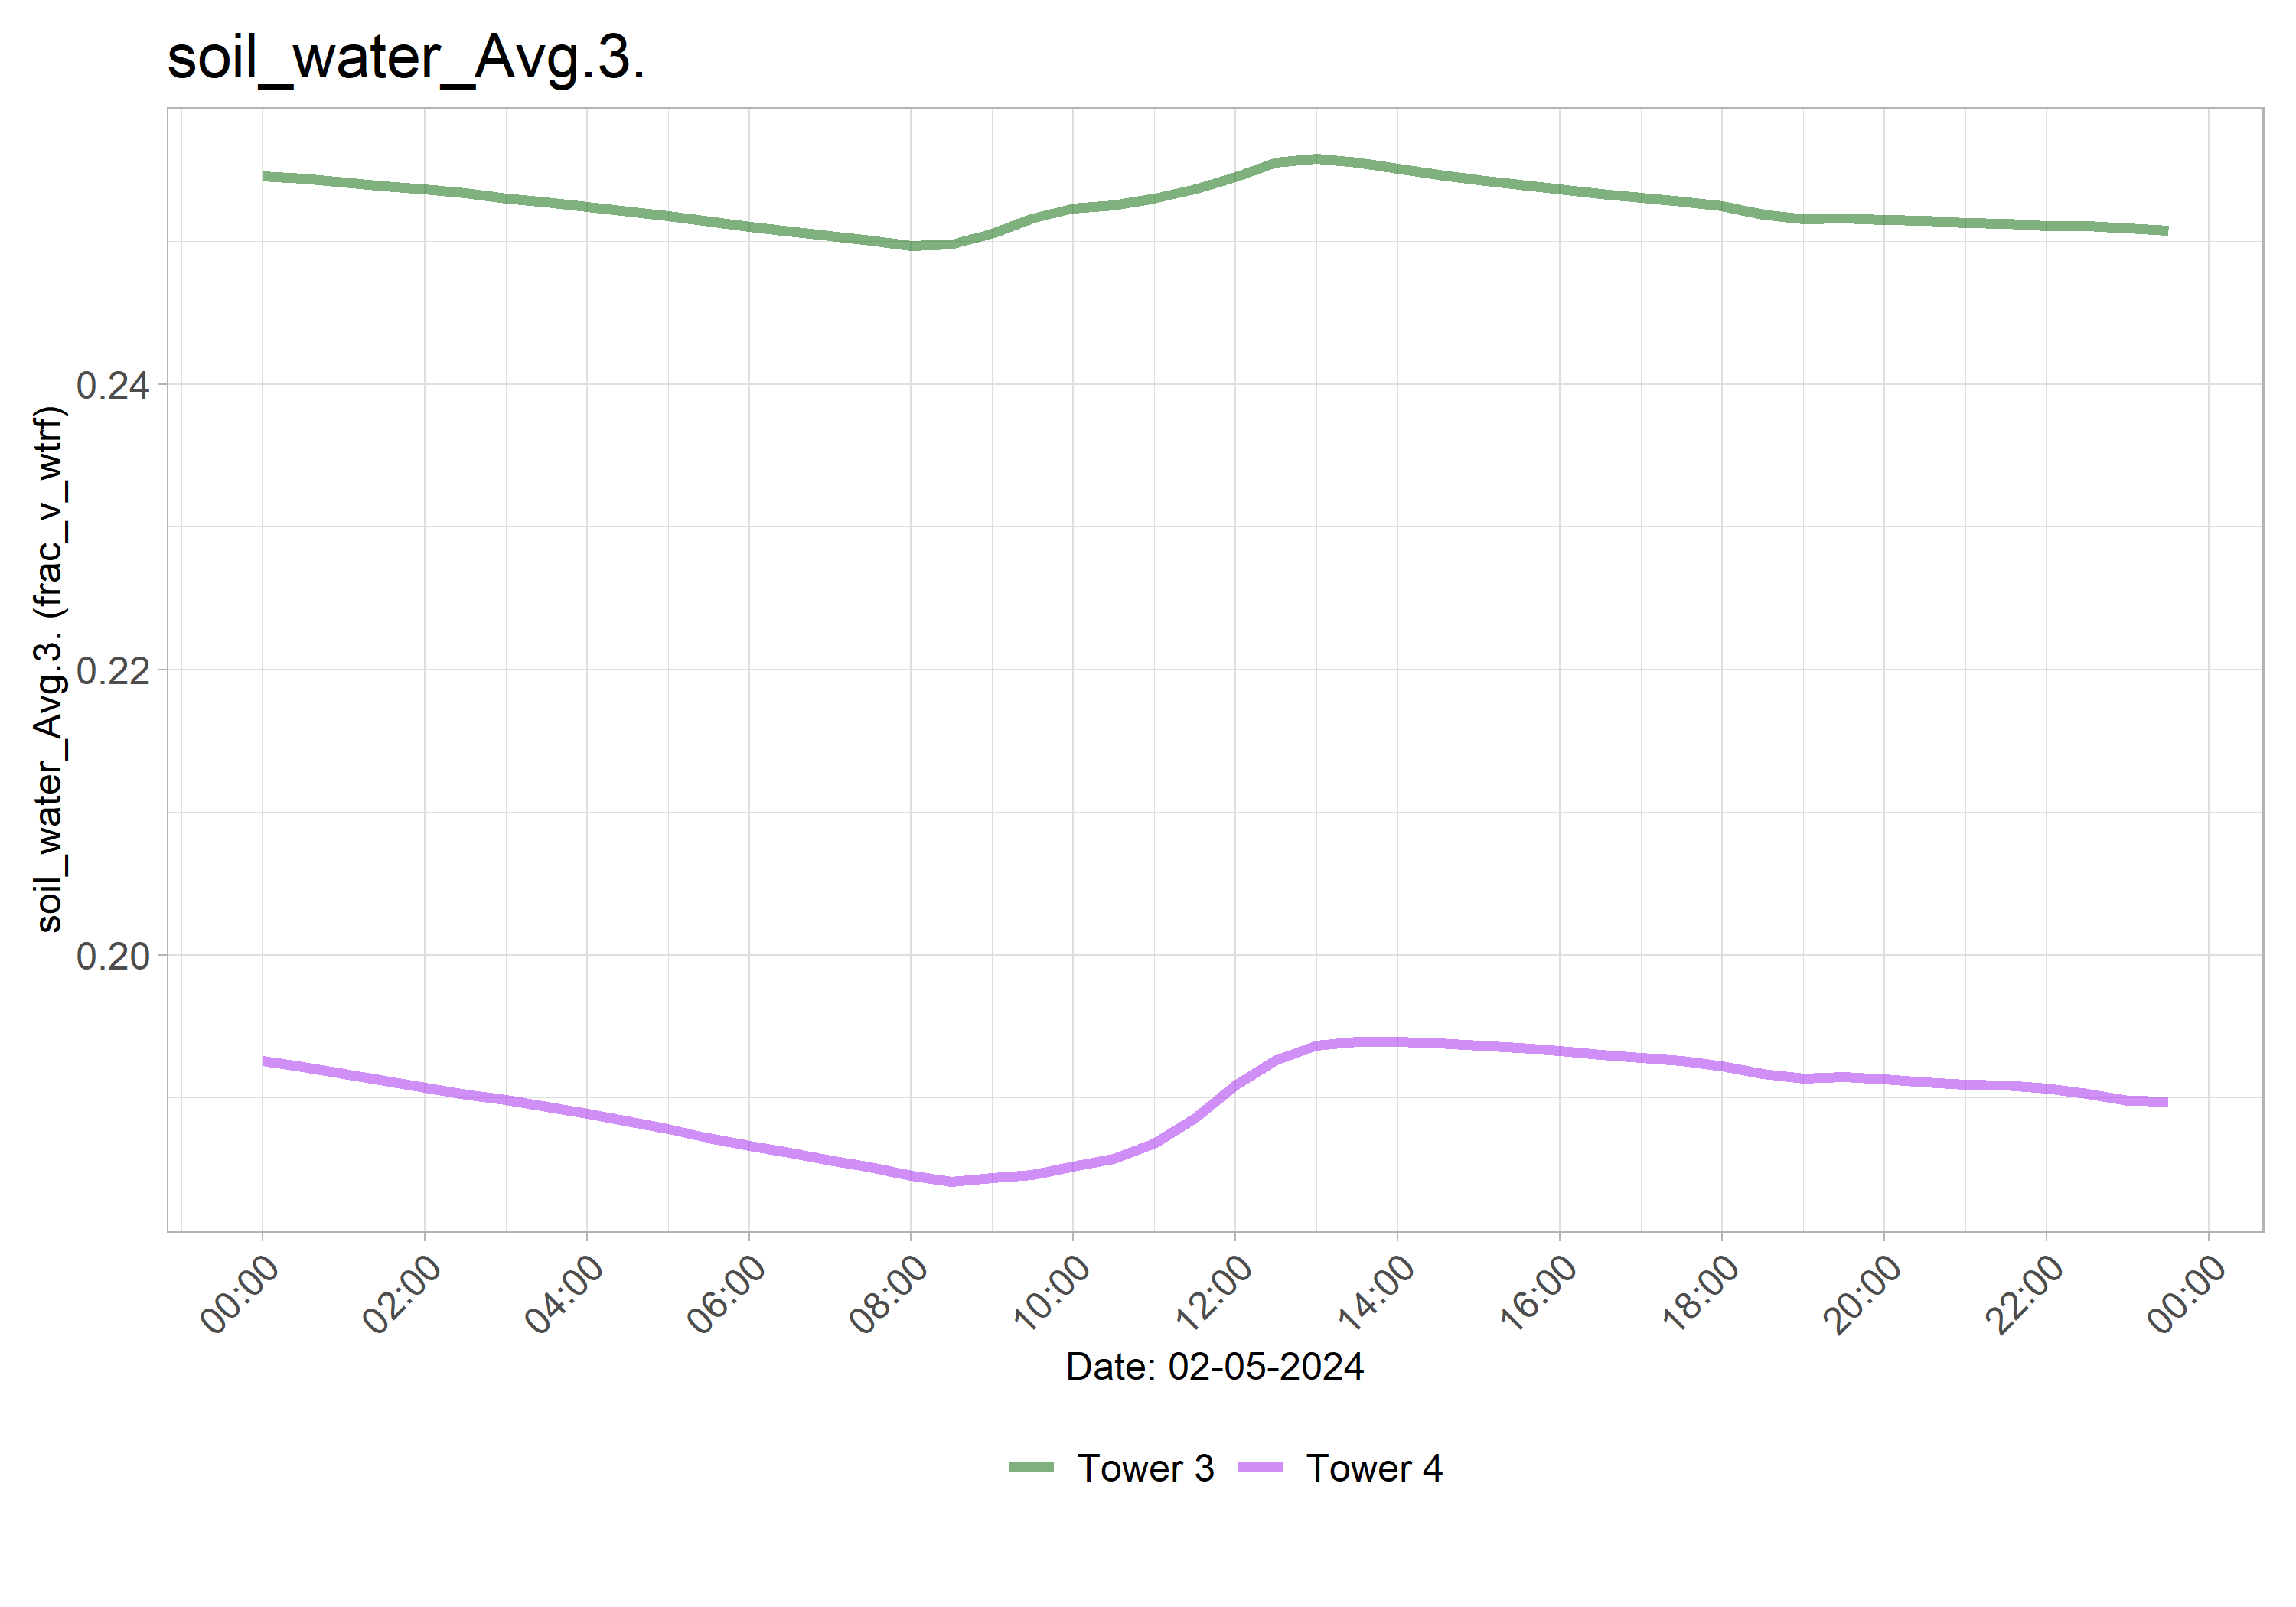 soil_water_Avg.3.
soil_water_Avg.3. (frac_v_wtrf)
0.24
0.22
0.20
00:00 02:00 04:00 06:00 08:00 10:00 12:00 14:00 16:00 18:00 20:00 22:00 00:00
Date: 02-05-2024
Tower 3 Tower 4